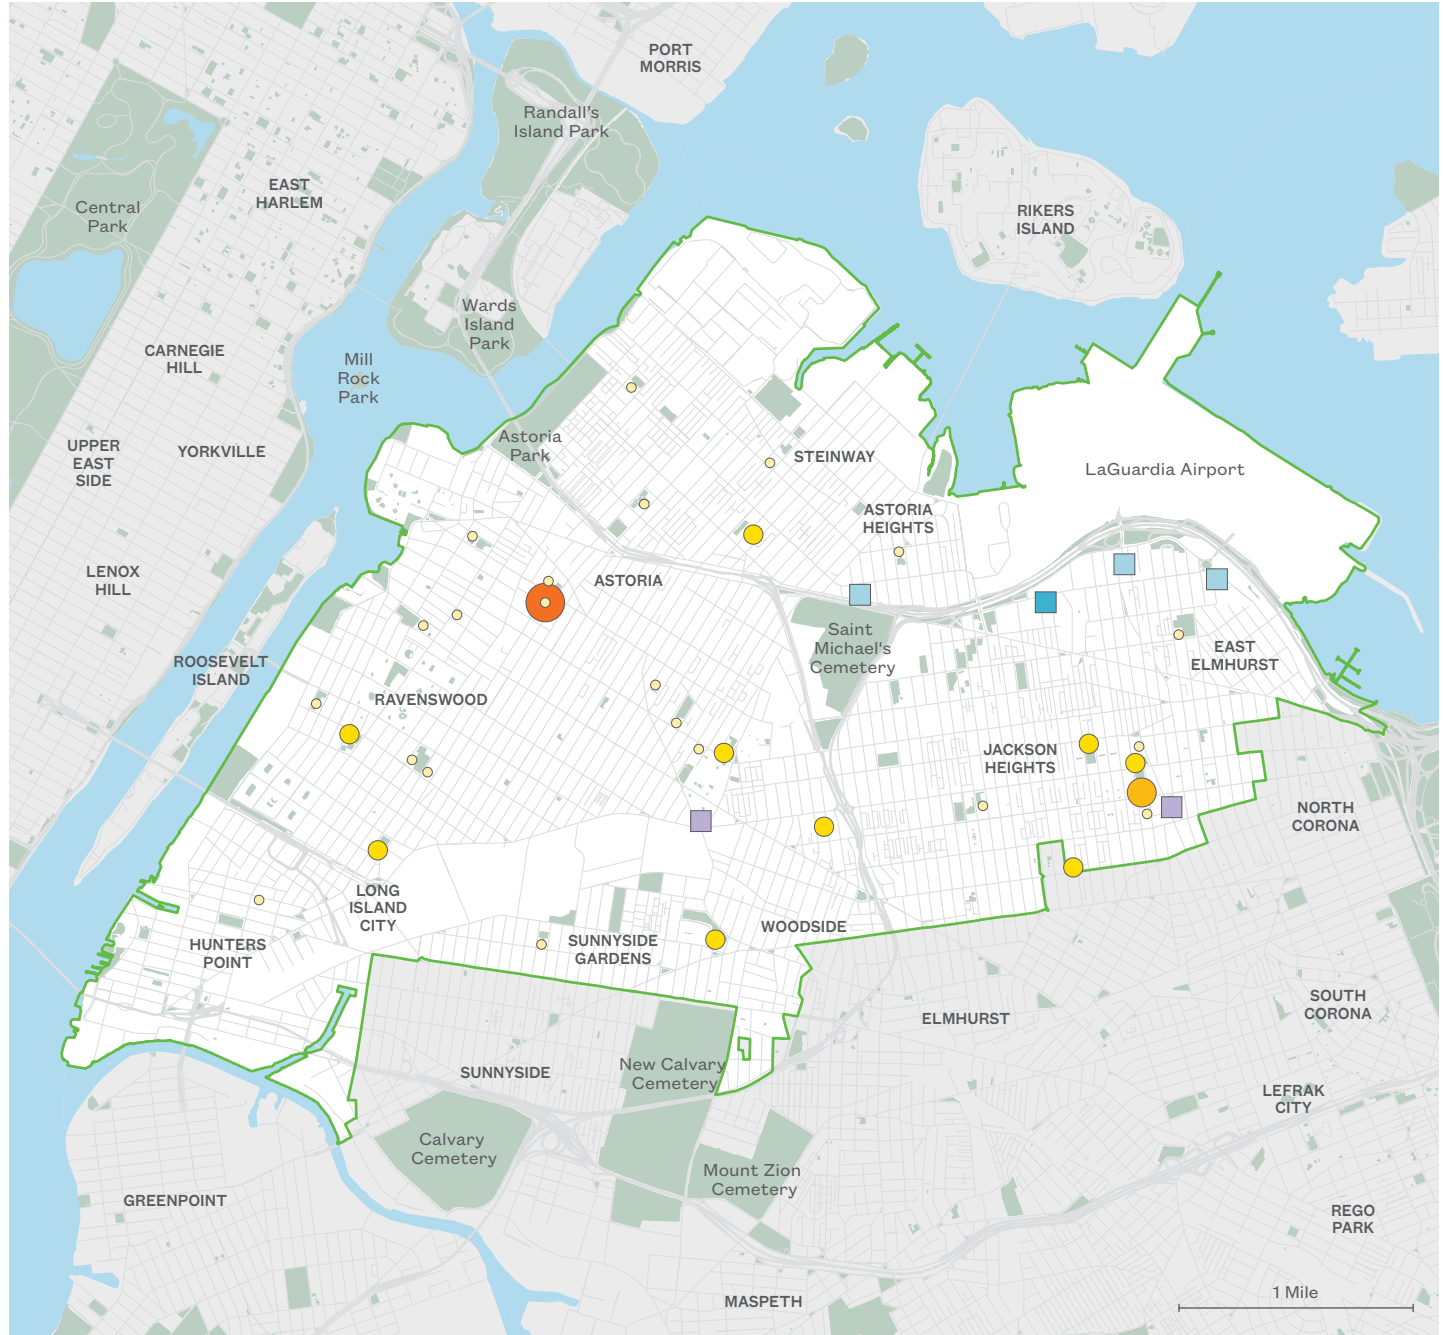 PORT
MORRIS
Randall's
Island Park
EAST
HARLEM
Central
Park
RIKERS
ISLAND
Wards
Island
Park
CARNEGIE
HILL
Mill
Rock
Park
UPPER
EAST
SIDE
YORKVILLE
Astoria
Park
STEINWAY
LaGuardia Airport
ASTORIA
HEIGHTS
LENOX
HILL
ASTORIA
Saint
Michael's
Cemetery
EAST
ELMHURST
ROOSEVELT
ISLAND
RAVENSWOOD
JACKSON
HEIGHTS
NORTH
CORONA
LONG
ISLAND
CITY
HUNTERS
POINT
SUNNYSIDE
GARDENS
WOODSIDE
ELMHURST
SOUTH
CORONA
SUNNYSIDE
New Calvary
Cemetery
LEFRAK
CITY
Calvary
Cemetery
Mount Zion
Cemetery
GREENPOINT
REGO
PARK
MASPETH
1 Mile